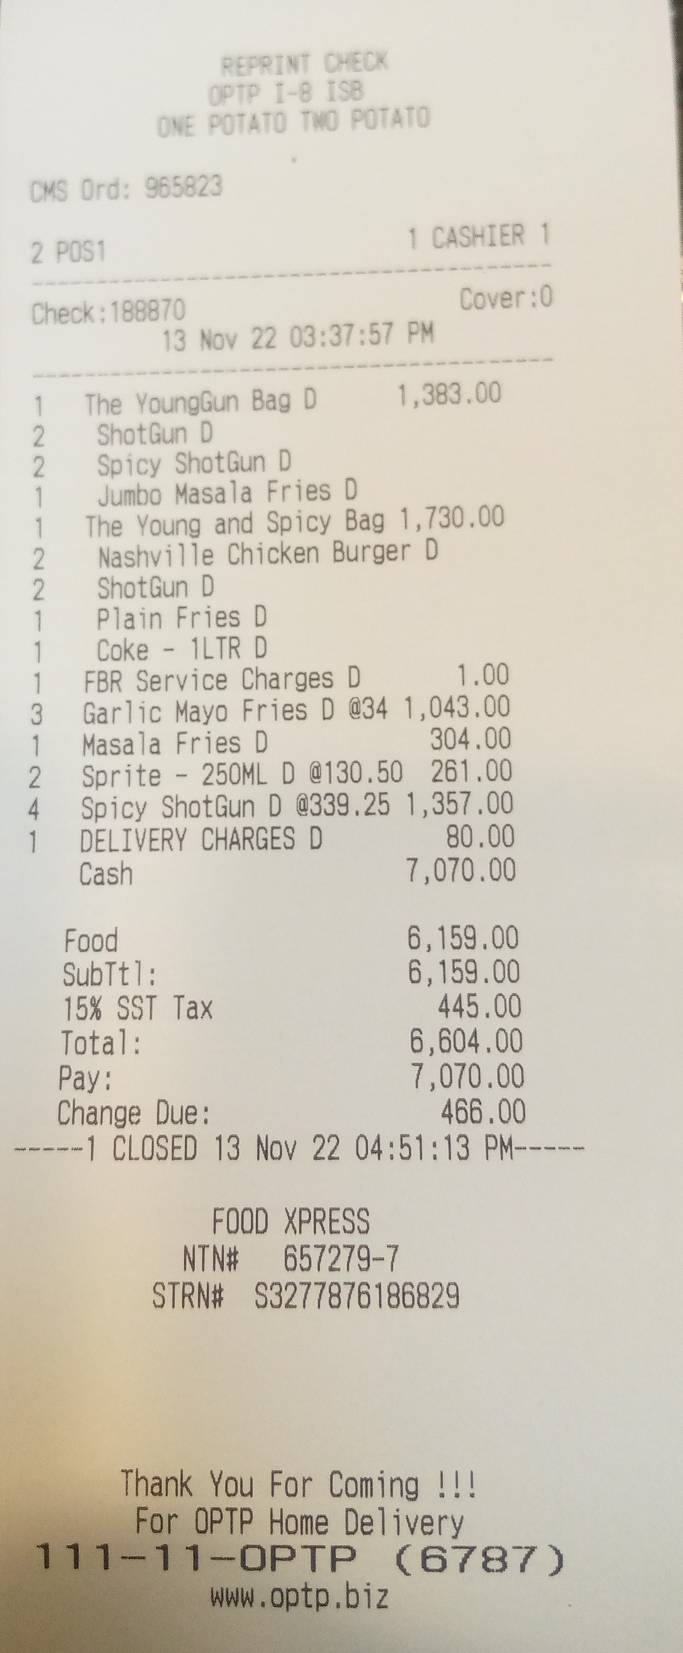 REPRINT CHECK
OPTP I-8 ISB
ONE POTATO TWO POTATO
CMS Ord: 965823
2 POS1 1 CASHIER 1
Check:188870 Cover:0
13 Nov 22 03:37:57 PM
1 The YoungGun Bag D 1,383.00
2 ShotGun D
2 Spicy ShotGun D
1 Jumbo Masala Fries D
1 The Young and Spicy Bag 1,730.00
2 Nashville Chicken Burger D
2 ShotGun D
1 Plain Fries D
1 Coke - 1LTR D
1 FBR Service Charges D 1.00
3 Garlic Mayo Fries D @34 1,043.00
1 Masala Fries D 304.00
2 Sprite - 250ML D @130.50 261.00
4 Spicy ShotGun D @339.25 1,357.00
1 DELIVERY CHARGES D 80.00
Cash 7,070.00
Food 6,159.00
SubTtl: 6,159.00
15% SST Tax 445.00
Total: 6,604.00
Pay: 7,070.00
Change Due: 466.00
-----1 CLOSED 13 Nov 22 04:51:13 PM-----
FOOD XPRESS
NTN# 657279-7
STRN# S3277876186829
Thank You For Coming !!!
For OPTP Home Delivery
111-11-OPTP (6787)
www.optp.biz